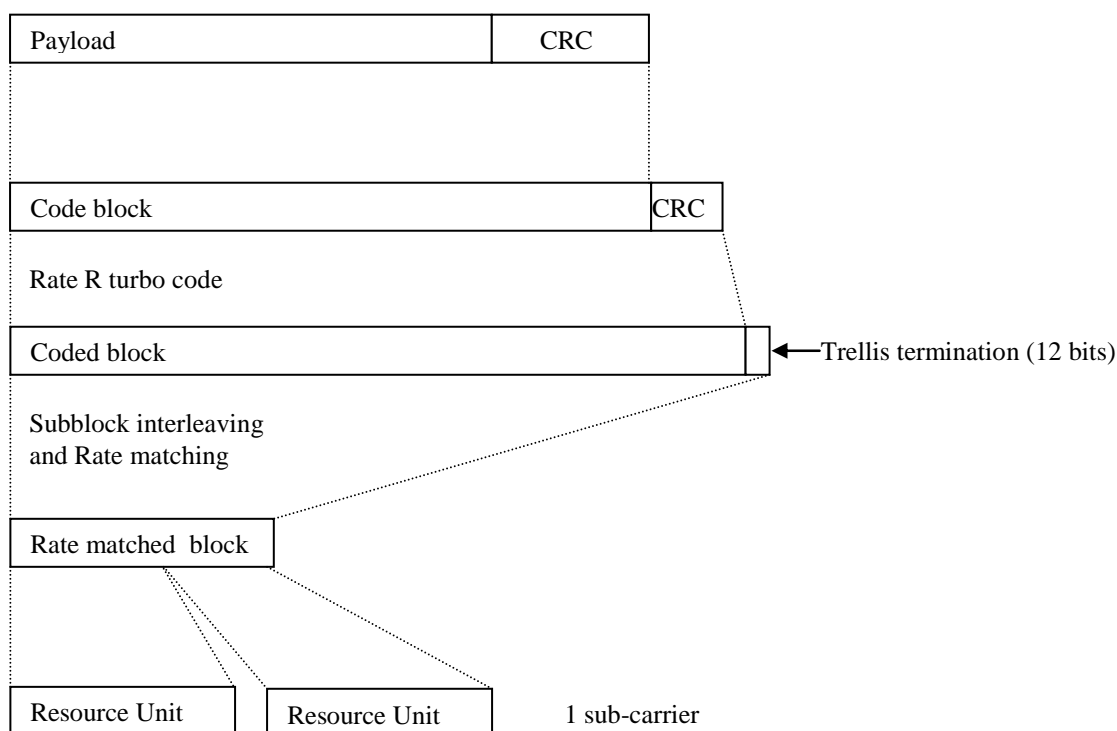 Payload CRC
Code block CRC
Rate R turbo code
Coded block
Trellis termination (12 bits)
Subblock interleaving
and Rate matching
Rate matched block
Resource Unit Resource Unit 1 sub-carrier